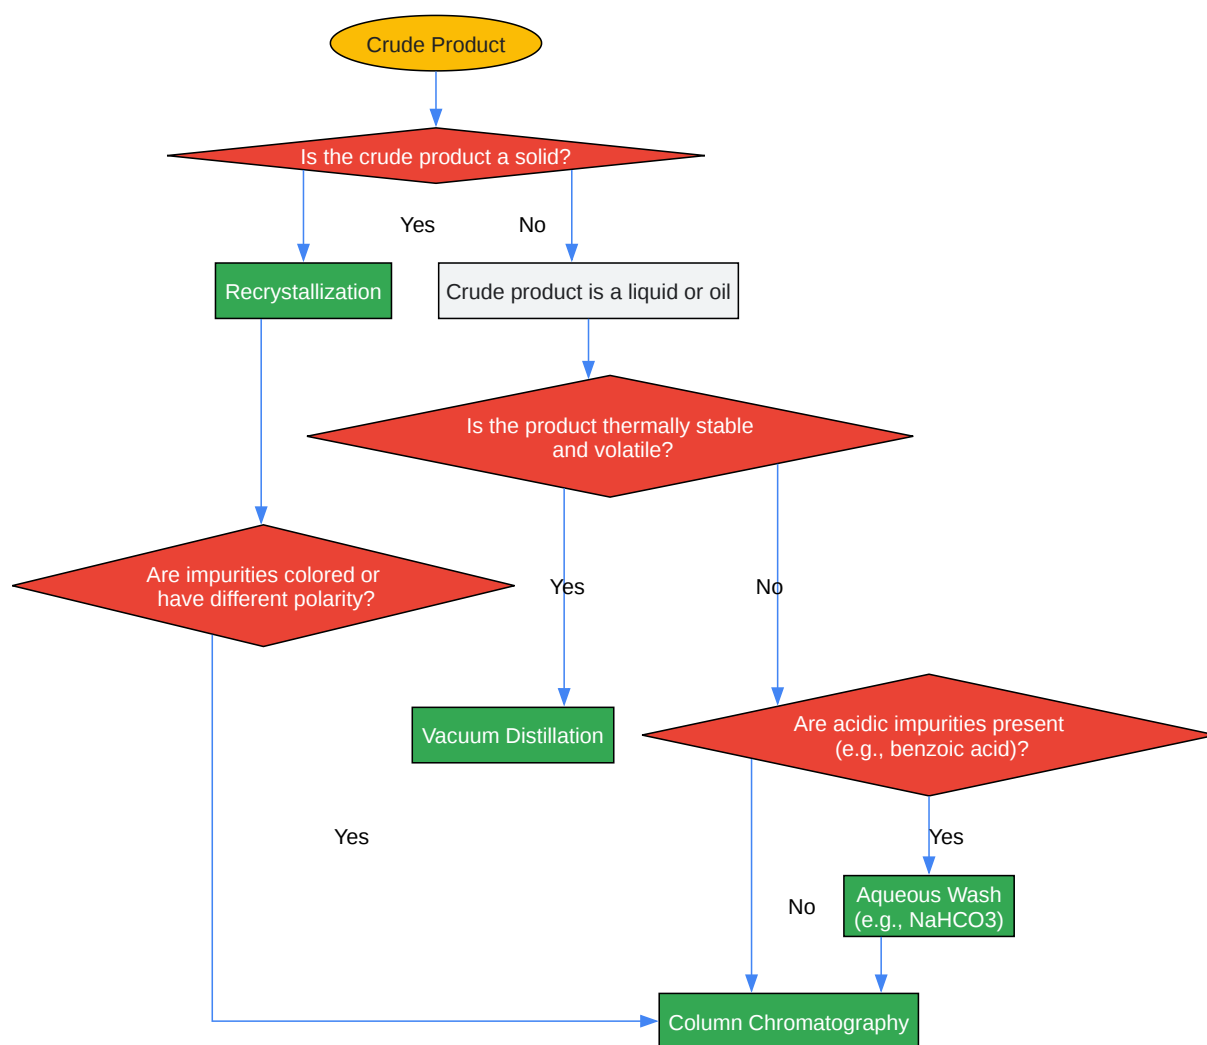 Crude Product
Is the crude product a solid?
Yes
No
Recrystallization
Crude product is a liquid or oil
Is the product thermally stable
and volatile?
Are impurities colored or
have different polarity?
Yes
No
Vacuum Distillation
Are acidic impurities present
(e.g., benzoic acid)?
Yes
Yes
Aqueous Wash
(e.g., NaHCO3)
No
Column Chromatography